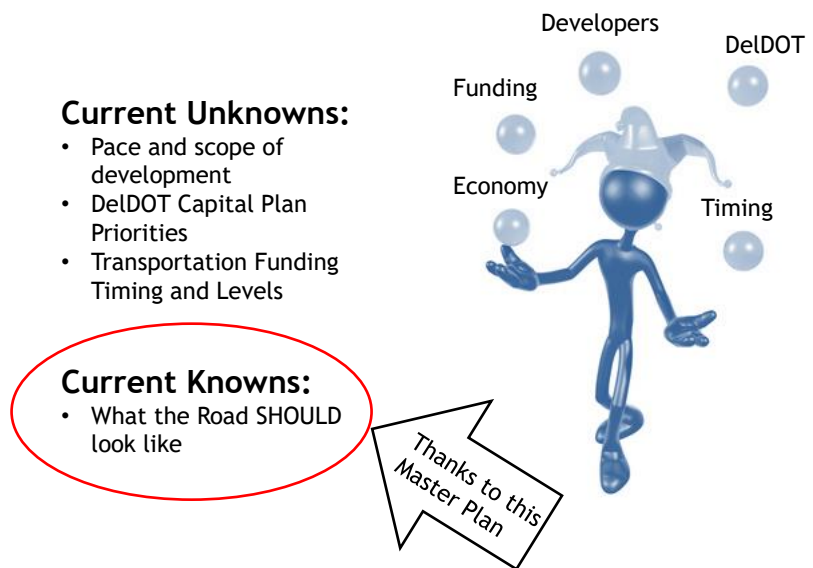 Developers
DelDOT
Funding
Economy
Timing
Current Unknowns:
• Pace and scope of
development
• DelDOT Capital Plan
Priorities
• Transportation Funding
Timing and Levels
Current Knowns:
• What the Road SHOULD
look like
Thanks to this
Master Plan